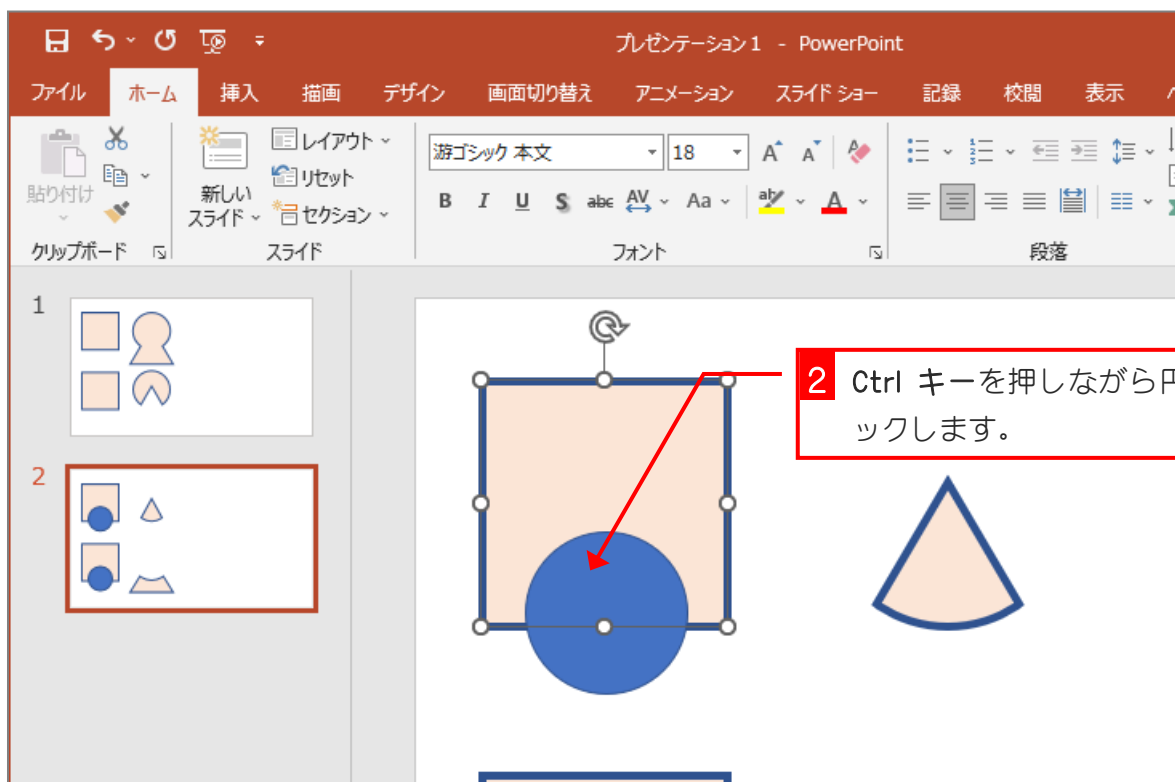 プレゼンテーション1 - PowerPoint
ファイル ホーム 挿入 描画 デザイン 画面切り替え アニメーション スライド ショー 記録 校閲 表示
貼り付け
新しい
スライド
レイアウト
リセット
セクション
游ゴシック 本文 18
B I U S abc AV Aa
クリップボード スライド フォント 段落
1
2
2 Ctrl キーを押しながら円
ックします。